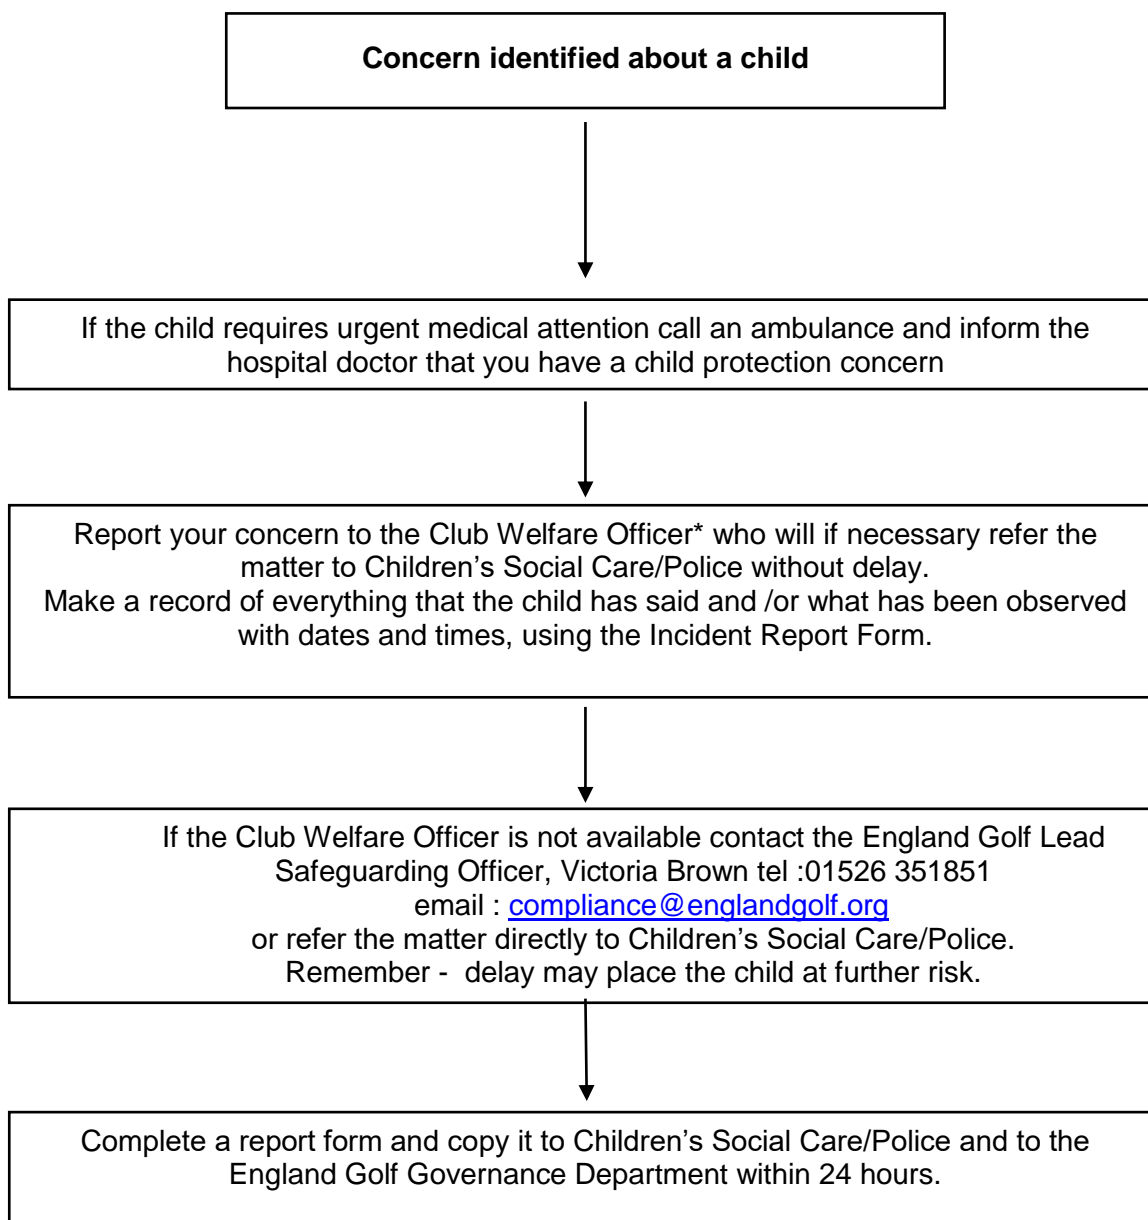 Concern identified about a child
If the child requires urgent medical attention call an ambulance and inform the
hospital doctor that you have a child protection concern
Report your concern to the Club Welfare Officer* who will if necessary refer the
matter to Children’s Social Care/Police without delay.
Make a record of everything that the child has said and /or what has been observed
with dates and times, using the Incident Report Form.
If the Club Welfare Officer is not available contact the England Golf Lead
Safeguarding Officer, Victoria Brown tel :01526 351851
email : compliance@englandgolf.org
or refer the matter directly to Children’s Social Care/Police.
Remember -  delay may place the child at further risk.
Complete a report form and copy it to Children’s Social Care/Police and to the
England Golf Governance Department within 24 hours.